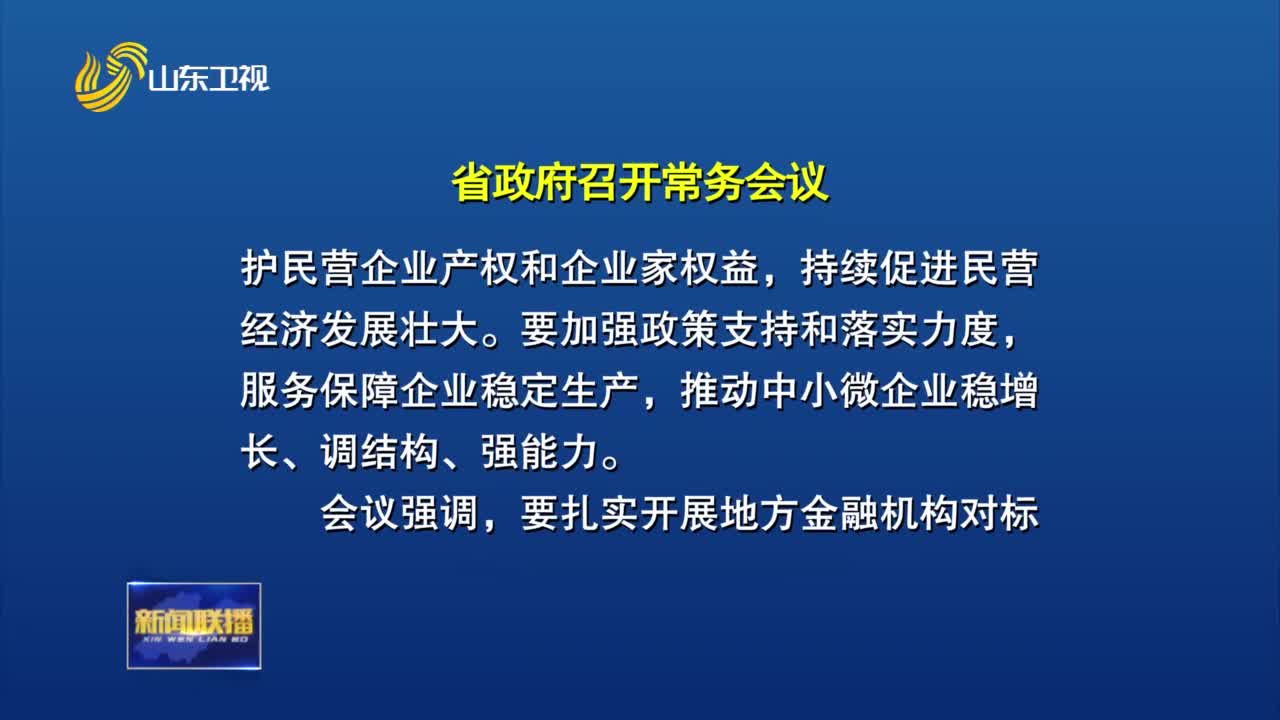 山东卫视
省政府召开常务会议
护民营企业产权和企业家权益，持续促进民营
经济发展壮大。要加强政策支持和落实力度，
服务保障企业稳定生产，推动中小微企业稳增
长、调结构、强能力。
会议强调，要扎实开展地方金融机构对标
新闻联播
XIN WEN LIAN BO